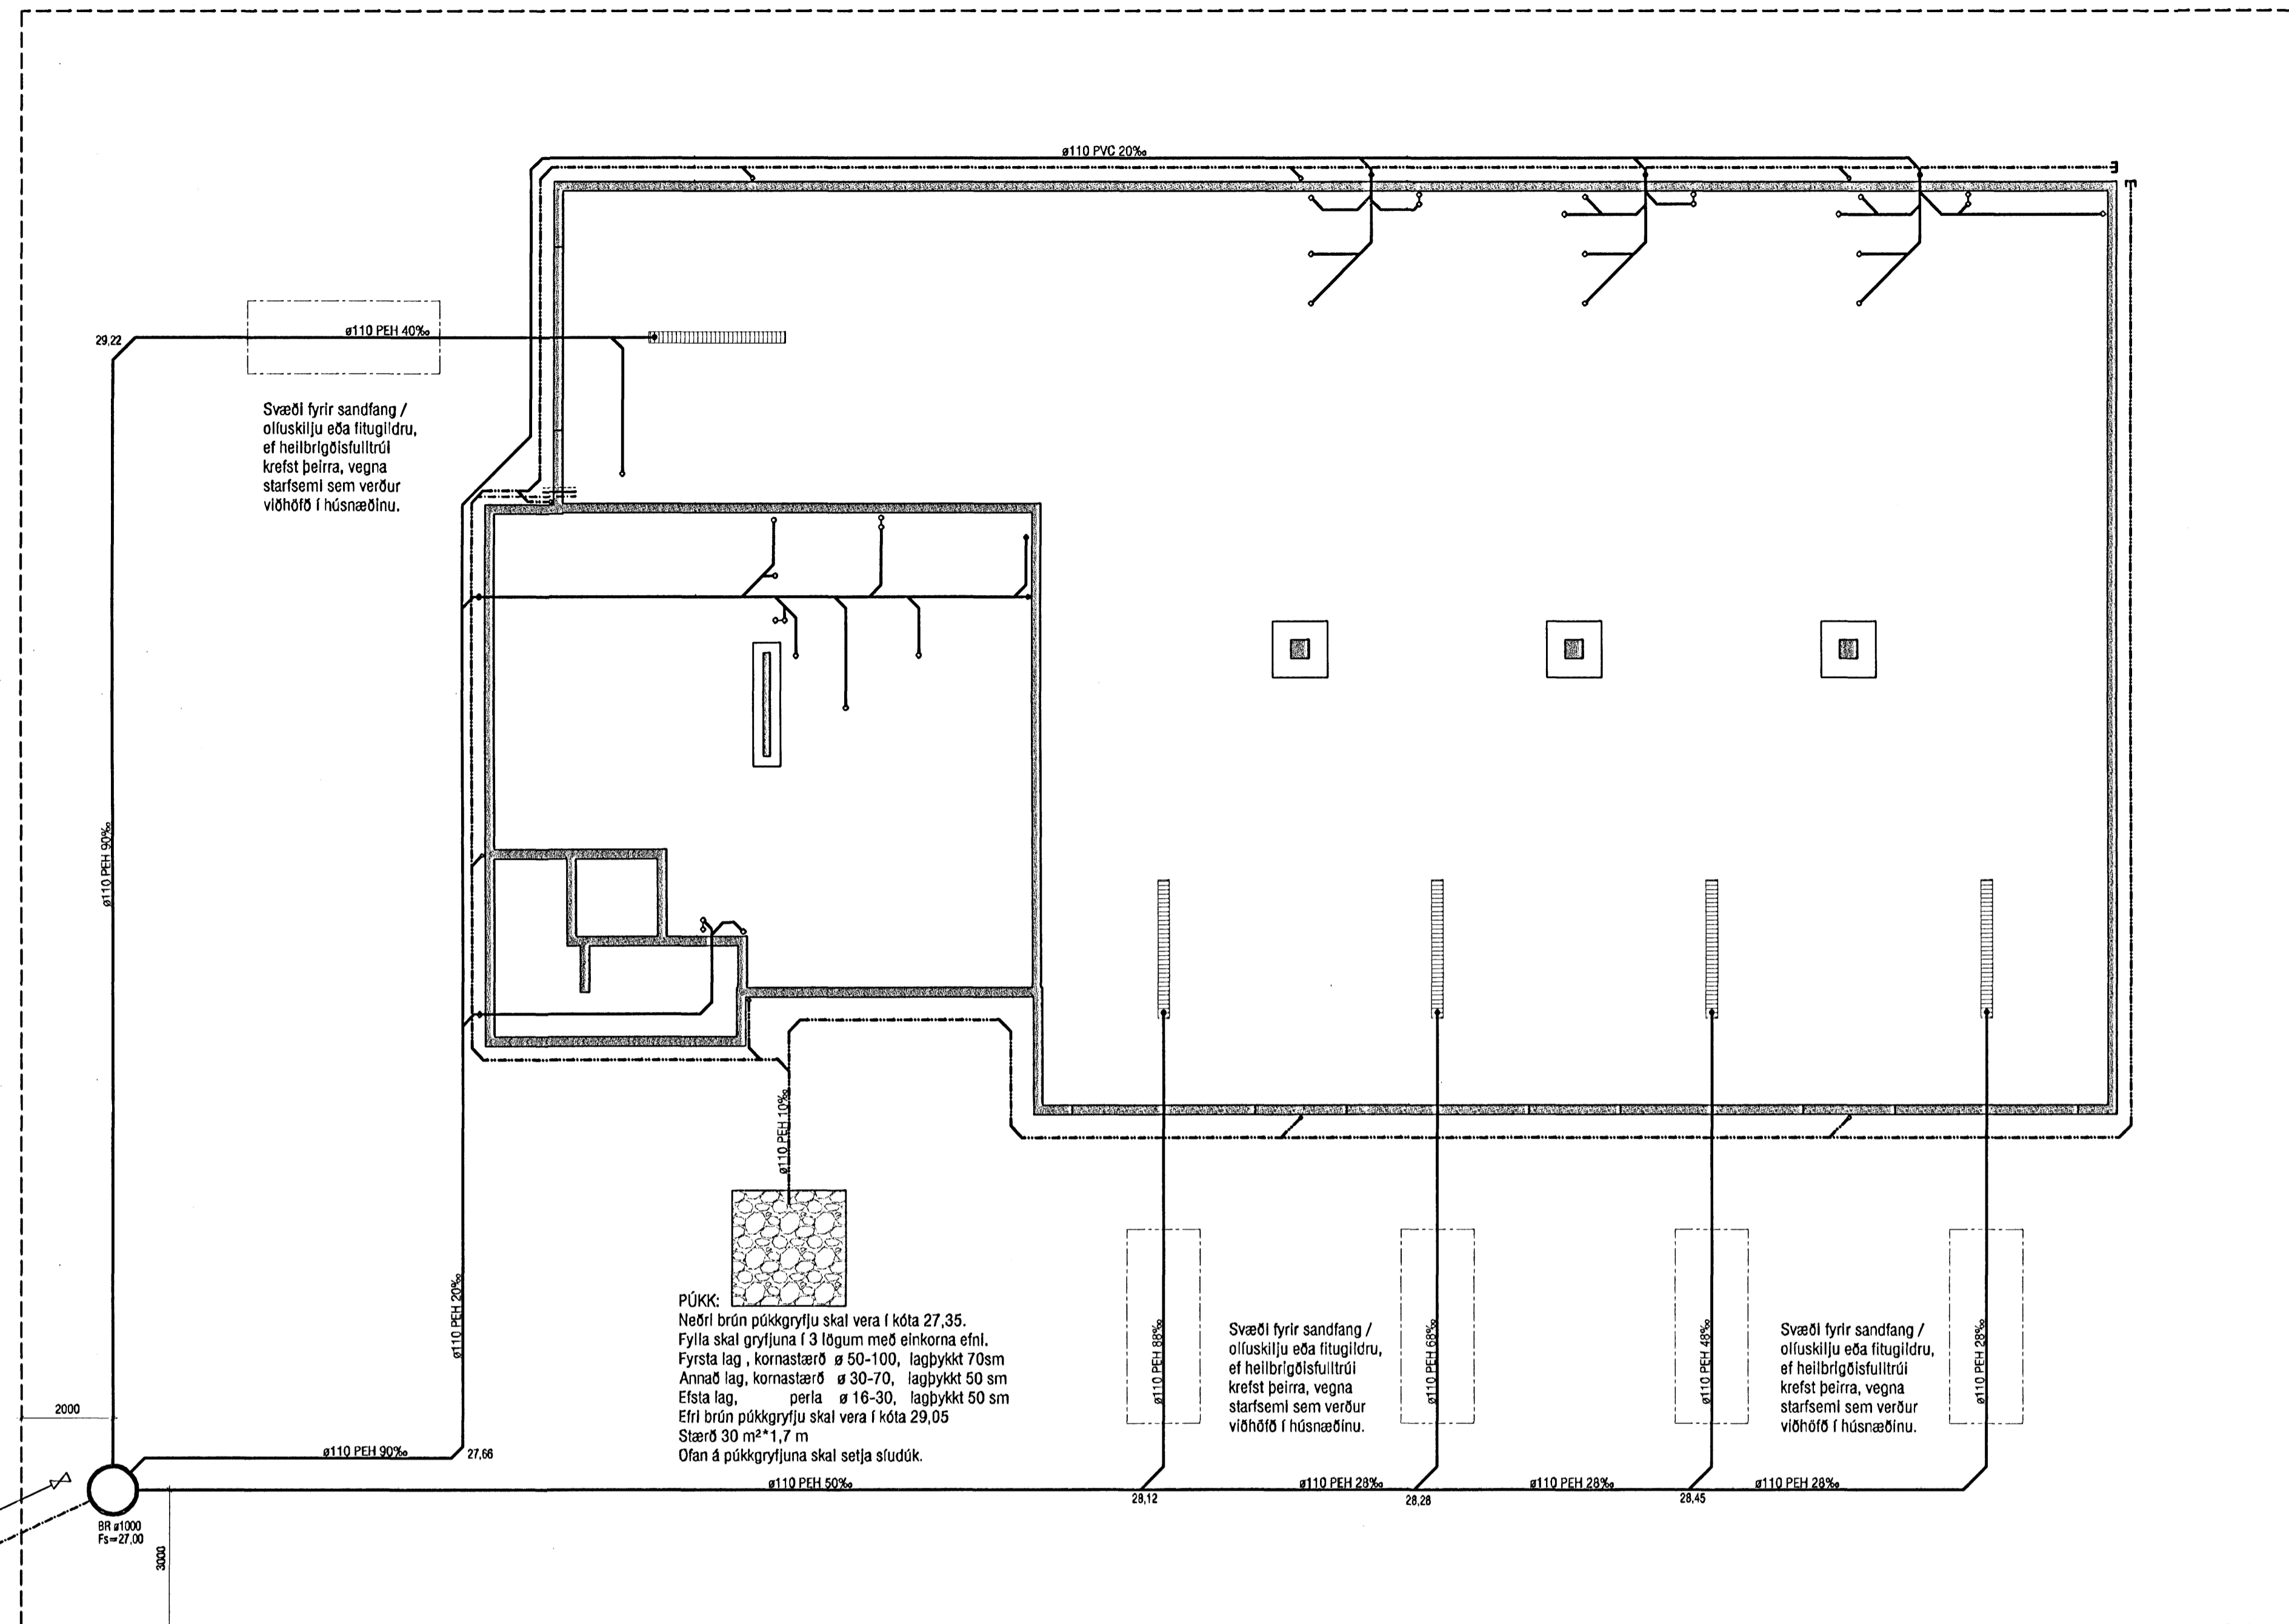 ø110 PVC 20‰
ø110 PEH 40‰
29,22
Svæði fyrir sandfang /
olíuskilju eða fitugildru,
ef heilbrigðisfulltrúi
krefst þeirra, vegna
starfsemi sem verður
viðhöfð í húsnæðinu.
ø110 PEH 90‰
ø110 PEH 10‰
ø110 PEH 20‰
PÚKK:
Neðri brún púkkgryfju skal vera í kóta 27,35.
Fylla skal gryfjuna í 3 lögum með einkorna efni.
Fyrsta lag , kornastærð ø 50-100, lagþykkt 70sm
Annað lag, kornastærð ø 30-70, lagþykkt 50 sm
Efsta lag, perla ø 16-30, lagþykkt 50 sm
Efri brún púkkgryfju skal vera í kóta 29,05
Stærð 30 m²*1,7 m
Ofan á púkkgryfjuna skal setja síudúk.
ø110 PEH 88‰
Svæði fyrir sandfang /
olíuskilju eða fitugildru,
ef heilbrigðisfulltrúi
krefst þeirra, vegna
starfsemi sem verður
viðhöfð í húsnæðinu.
ø110 PEH 68‰
ø110 PEH 48‰
Svæði fyrir sandfang /
olíuskilju eða fitugildru,
ef heilbrigðisfulltrúi
krefst þeirra, vegna
starfsemi sem verður
viðhöfð í húsnæðinu.
ø110 PEH 28‰
2000
ø110 PEH 90‰
27,66
ø110 PEH 50‰
28,12
ø110 PEH 28‰
28,28
ø110 PEH 28‰
28,45
ø110 PEH 28‰
BR ø1000
Fs=27,00
3000